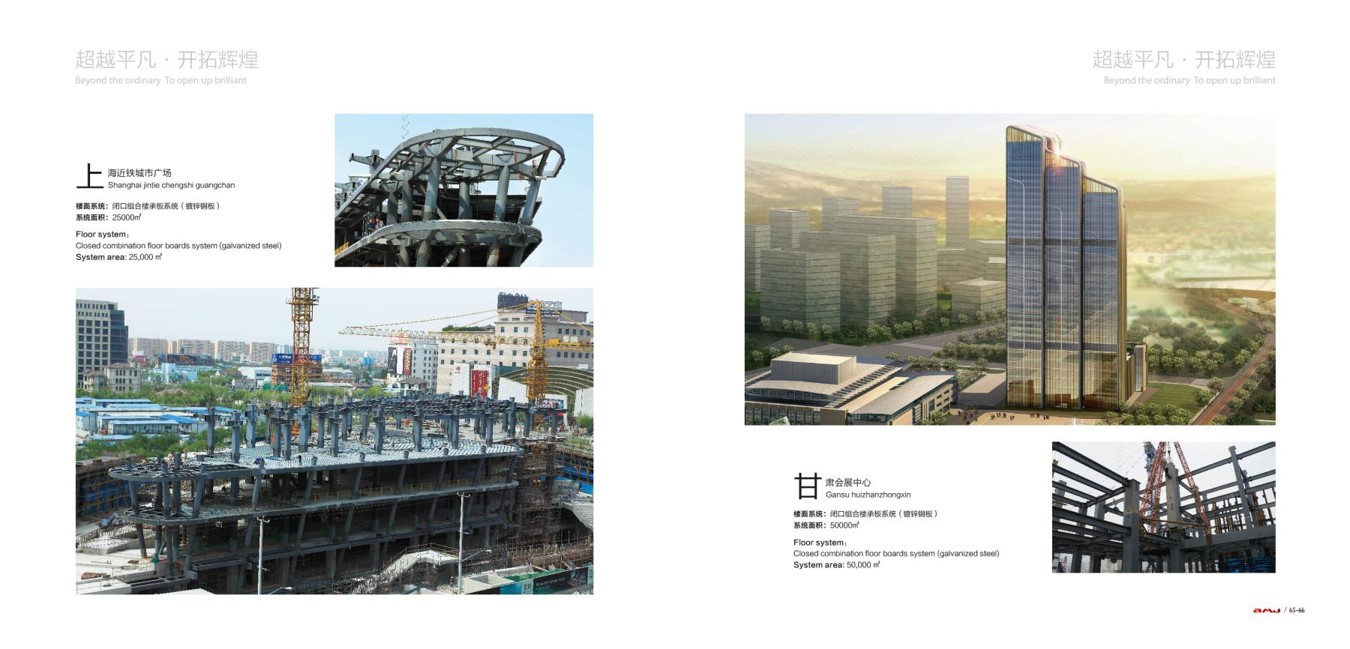 超越平凡 · 开拓辉煌
Beyond the ordinary To open up brilliant
上海近铁城市广场
Shanghai jintie chengshi guangchan
楼面系统：闭口组合楼承板系统（镀锌钢板）
系统面积：25000㎡
Floor system：
Closed combination floor boards system (galvanized steel)
System area: 25,000 ㎡
超越平凡 · 开拓辉煌
Beyond the ordinary To open up brilliant
甘肃会展中心
Gansu huizhanzhongxin
楼面系统：闭口组合楼承板系统（镀锌钢板）
系统面积：50000㎡
Floor system：
Closed combination floor boards system (galvanized steel)
System area: 50,000 ㎡
/ 65-66